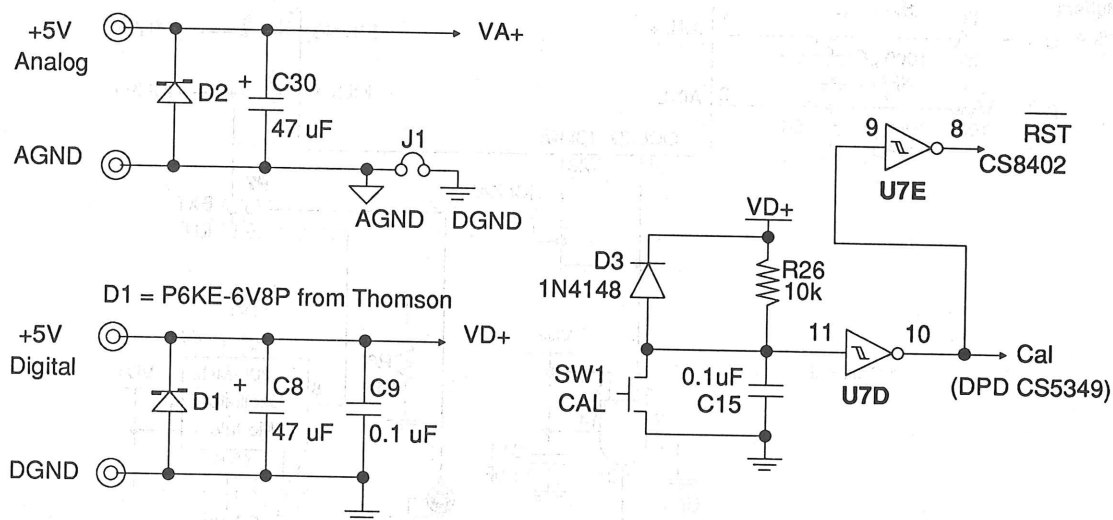 +5V
Analog
VA+
D2
+
C30
47 uF
AGND
J1
AGND
DGND
D1 = P6KE-6V8P from Thomson
+5V
Digital
VD+
D1
+
C8
47 uF
C9
0.1 uF
DGND
9
8
RST
CS8402
U7E
VD+
D3
1N4148
R26
10k
11
10
Cal
(DPD CS5349)
SW1
CAL
0.1uF
C15
U7D